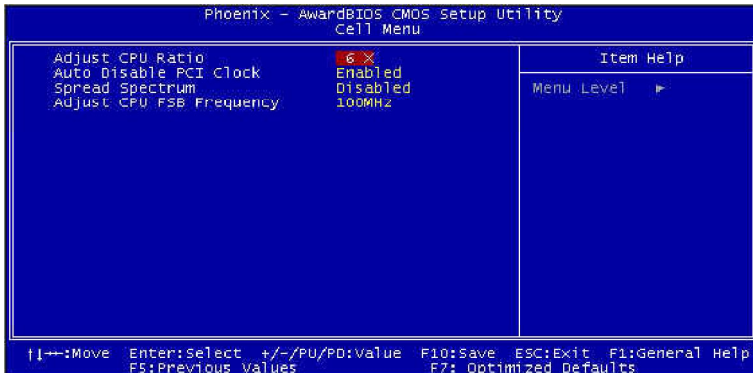 Phoenix - AwardBIOS CMOS Setup Utility
Cell Menu
Adjust CPU Ratio 6 X
Auto Disable PCI Clock Enabled
Spread Spectrum Disabled
Adjust CPU FSB Frequency 100MHz
Item Help
Menu Level ►
↑↓→←:Move Enter:Select +/-/PU/PD:Value F10:Save ESC:Exit F1:General Help
F5:Previous Values F7: Optimized Defaults